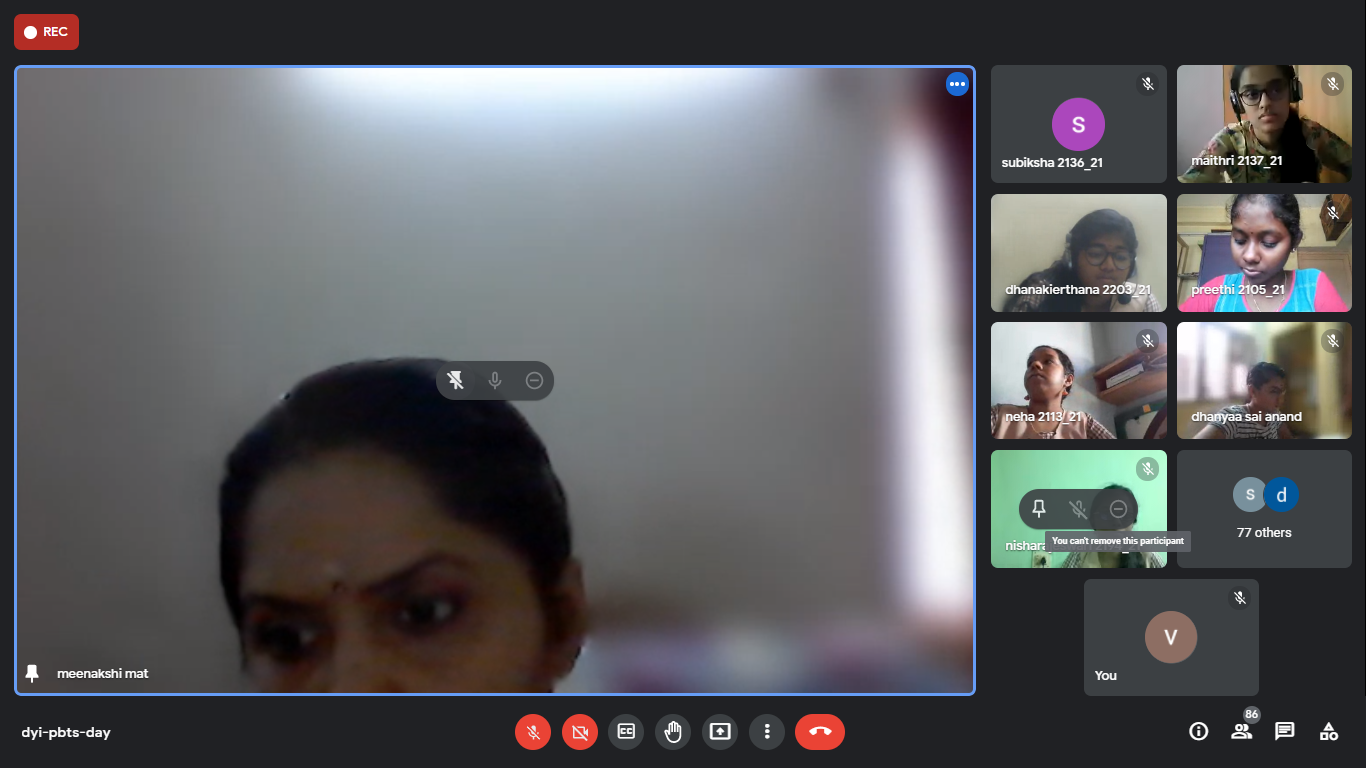 REC
S
subiksha 2136_21
maithri 2137_21
dhanakierthana 2203_21
preethi 2105_21
neha 2113_21
dhanyaa sai anand
You can't remove this participant
S d
77 others
V
You
meenakshi mat
dyi-pbts-day
CC
86